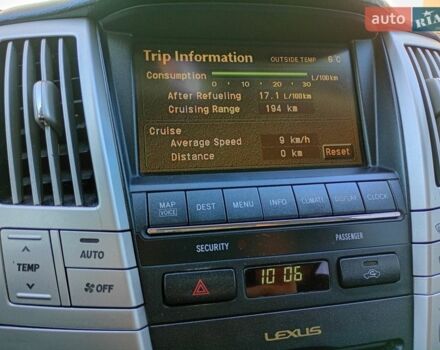 auto RIA
Trip Information OUTSIDE TEMP 6°C
Consumption L/100km
0 10 20 30
After Refueling 17.1 L/100km
Cruising Range 194 km
Cruise
Average Speed 9 km/h
Distance 0 km Reset
MAP VOICE DEST MENU INFO CLIMATE DISPLAY CLOCK
SECURITY PASSENGER
TEMP
AUTO
OFF
10 06
LEXUS